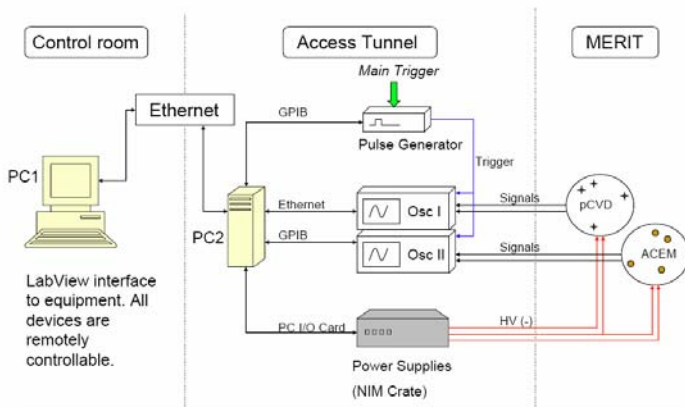 Control room
Access Tunnel
MERIT
Main Trigger
Ethernet
GPIB
Pulse Generator
Trigger
PC1
PC2
Ethernet
Osc I
Signals
pCVD
GPIB
Osc II
Signals
ACEM
LabView interface
to equipment. All
devices are
remotely
controllable.
PC I/O Card
HV (-)
Power Supplies
(NIM Crate)